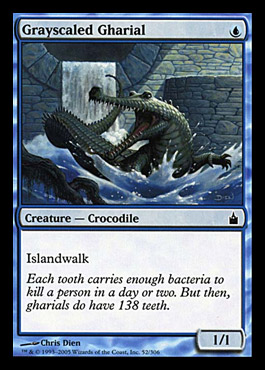 Grayscaled Gharial
Creature — Crocodile
Islandwalk
Each tooth carries enough bacteria to
kill a person in a day or two. But then,
gharials do have 138 teeth.
Chris Dien
™ & © 1993–2005 Wizards of the Coast, Inc. 52/306
1/1